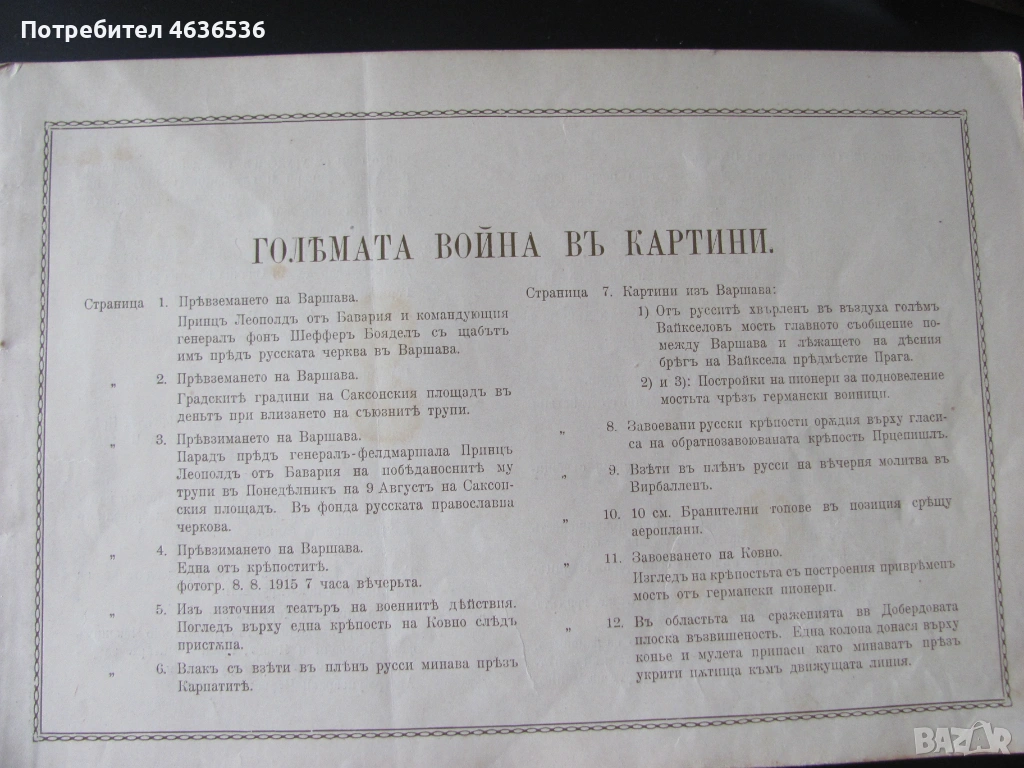 Потребител 4636536
ГОЛѢМАТА ВОЙНА ВЪ КАРТИНИ.
Страница 1. Прѣвземането на Варшава.
Принцъ Леополдъ отъ Бавария и командующия
генералъ фонъ Шефферъ Бояделъ съ щабътъ
имъ прѣдъ русската черква въ Варшава.
„ 2. Прѣвземането на Варшава.
Градскитѣ градини на Саксонския площадъ въ
деньтъ при влизането на съюзнитѣ трупи.
„ 3. Прѣвзимането на Варшава.
Парадъ прѣдъ генералъ-фелдмаршала Принцъ
Леополдъ отъ Бавария на побѣданоснитѣ му
трупи въ Понедѣлникъ на 9 Августъ на Саксон-
ския площадъ. Въ фонда русската православна
черкова.
„ 4. Прѣвзимането на Варшава.
Една отъ крѣпоститѣ.
фотогр. 8. 8. 1915 7 часа вѣчерьта.
„ 5. Изъ източния театъръ на военнитѣ дѣйствия.
Погледъ върху една крѣпость на Ковно слѣдъ
пристѫпа.
„ 6. Влакъ съ взѣти въ плѣнъ русси минава прѣзъ
Карпатитѣ.
Страница 7. Картини изъ Варшава:
1) Отъ русситѣ хвърленъ въ въздуха голѣмъ
Вайкселовъ мость главното съобщение по-
между Варшава и лѣжащето на дѣсния
брѣгъ на Вайксела прѣдмѣстие Прага.
2) и 3): Постройки на пионери за подновеление
мостьтъ чрѣзъ германски войници.
„ 8. Завоевани русски крѣпости орѫдия върху гласи-
са на обратнозавоюваната крѣпость Прцепишлъ.
„ 9. Взѣти въ плѣнъ русси на вѣчерня молитва въ
Вирбалленъ.
„ 10. 10 см. Бранителни топове въ позиция срѣщу
аероплани.
„ 11. Завоеването на Ковно.
Изгледъ на крѣпостьта съ построения приврѣменъ
мость отъ германски пионери.
„ 12. Въ областьта на сраженията вв Добердовата
плоска възвишеность. Една колона донася върху
конье и мулета припаси като минаватъ прѣзъ
укрити пѫтища къмъ движущата линия.
BAZAR